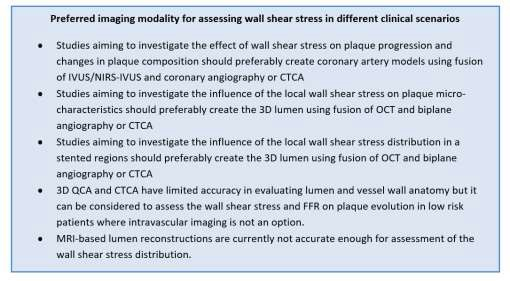 Preferred imaging modality for assessing wall shear stress in different clinical scenarios
• Studies aiming to investigate the effect of wall shear stress on plaque progression and
changes in plaque composition should preferably create coronary artery models using fusion
of IVUS/NIRS-IVUS and coronary angiography or CTCA
• Studies aiming to investigate the influence of the local wall shear stress on plaque micro-
characteristics should preferably create the 3D lumen using fusion of OCT and biplane
angiography or CTCA
• Studies aiming to investigate the influence of the local wall shear stress distribution in a
stented regions should preferably create the 3D lumen using fusion of OCT and biplane
angiography or CTCA
• 3D QCA and CTCA have limited accuracy in evaluating lumen and vessel wall anatomy but it
can be considered to assess the wall shear stress and FFR on plaque evolution in low risk
patients where intravascular imaging is not an option.
• MRI-based lumen reconstructions are currently not accurate enough for assessment of the
wall shear stress distribution.